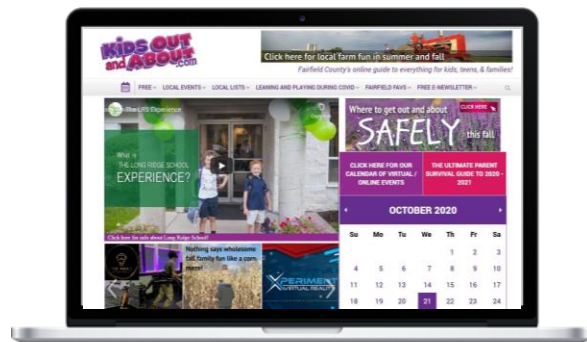 KiDS OUT
and ABOUT.com
Click here for local farm fun in summer and fall
Fairfield County's online guide to everything for kids, teens, & families!
FREE LOCAL EVENTS LOCAL LISTS LEANING AND PLAYING DURING COVID FAIRFIELD FAVS FREE E-NEWSLETTER
The LRS Experience
What is
THE LONG RIDGE SCHOOL
EXPERIENCE?
Click here for info about Long Ridge School!
Nothing says wholesome
fall family fun like a corn
maze!
XPERIMENT
VIRTUAL REALITY
Where to get out and about
CLICK HERE
SAFELY this fall
CLICK HERE FOR OUR
CALENDAR OF VIRTUAL /
ONLINE EVENTS
THE ULTIMATE PARENT
SURVIVAL GUIDE TO 2020 -
2021
OCTOBER 2020
Su Mo Tu We Th Fr Sa
1 2 3
4 5 6 7 8 9 10
11 12 13 14 15 16 17
18 19 20 21 22 23 24